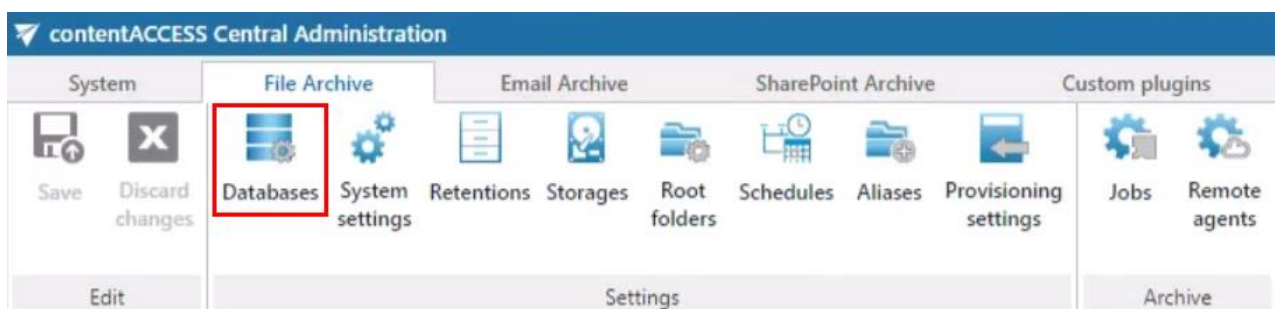 contentACCESS Central Administration
System File Archive Email Archive SharePoint Archive Custom plugins
Save Discard changes Databases System settings Retentions Storages Root folders Schedules Aliases Provisioning settings Jobs Remote agents
Edit Settings Archive